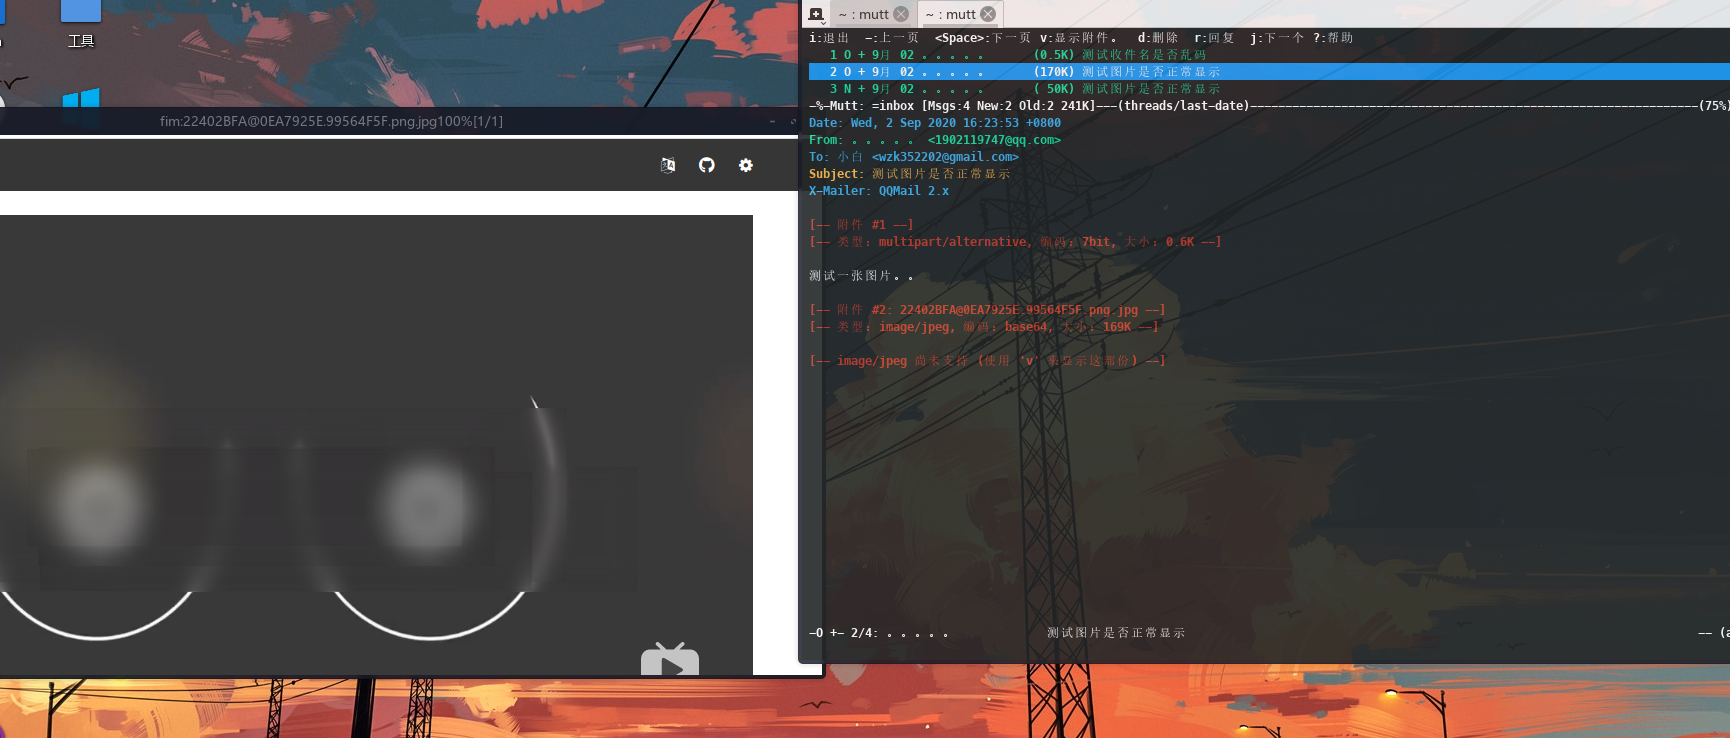 工具
fim:22402BFA@0EA7925E.99564F5F.png.jpg100%[1/1]
~ : mutt
~ : mutt
i:退出 -:上一页 <Space>:下一页 v:显示附件。 d:删除 r:回复 j:下一个 ?:帮助
1 O + 9月 02 。。。。。 (0.5K) 测试收件名是否乱码
2 O + 9月 02 。。。。。 (170K) 测试图片是否正常显示
3 N + 9月 02 。。。。。 ( 50K) 测试图片是否正常显示
-%-Mutt: =inbox [Msgs:4 New:2 Old:2 241K]---(threads/last-date)---(75%)
Date: Wed, 2 Sep 2020 16:23:53 +0800
From: 。。。。。 <1902119747@qq.com>
To: 小白 <wzk352202@gmail.com>
Subject: 测试图片是否正常显示
X-Mailer: QQMail 2.x
[-- 附件 #1 --]
[-- 类型：multipart/alternative, 编码：7bit, 大小：0.6K --]
测试一张图片。。
[-- 附件 #2: 22402BFA@0EA7925E.99564F5F.png.jpg --]
[-- 类型：image/jpeg, 编码：base64, 大小：169K --]
[-- image/jpeg 尚未支持 (使用 'v' 来显示这部份) --]
-O +- 2/4: 。。。。。 测试图片是否正常显示 -- (a